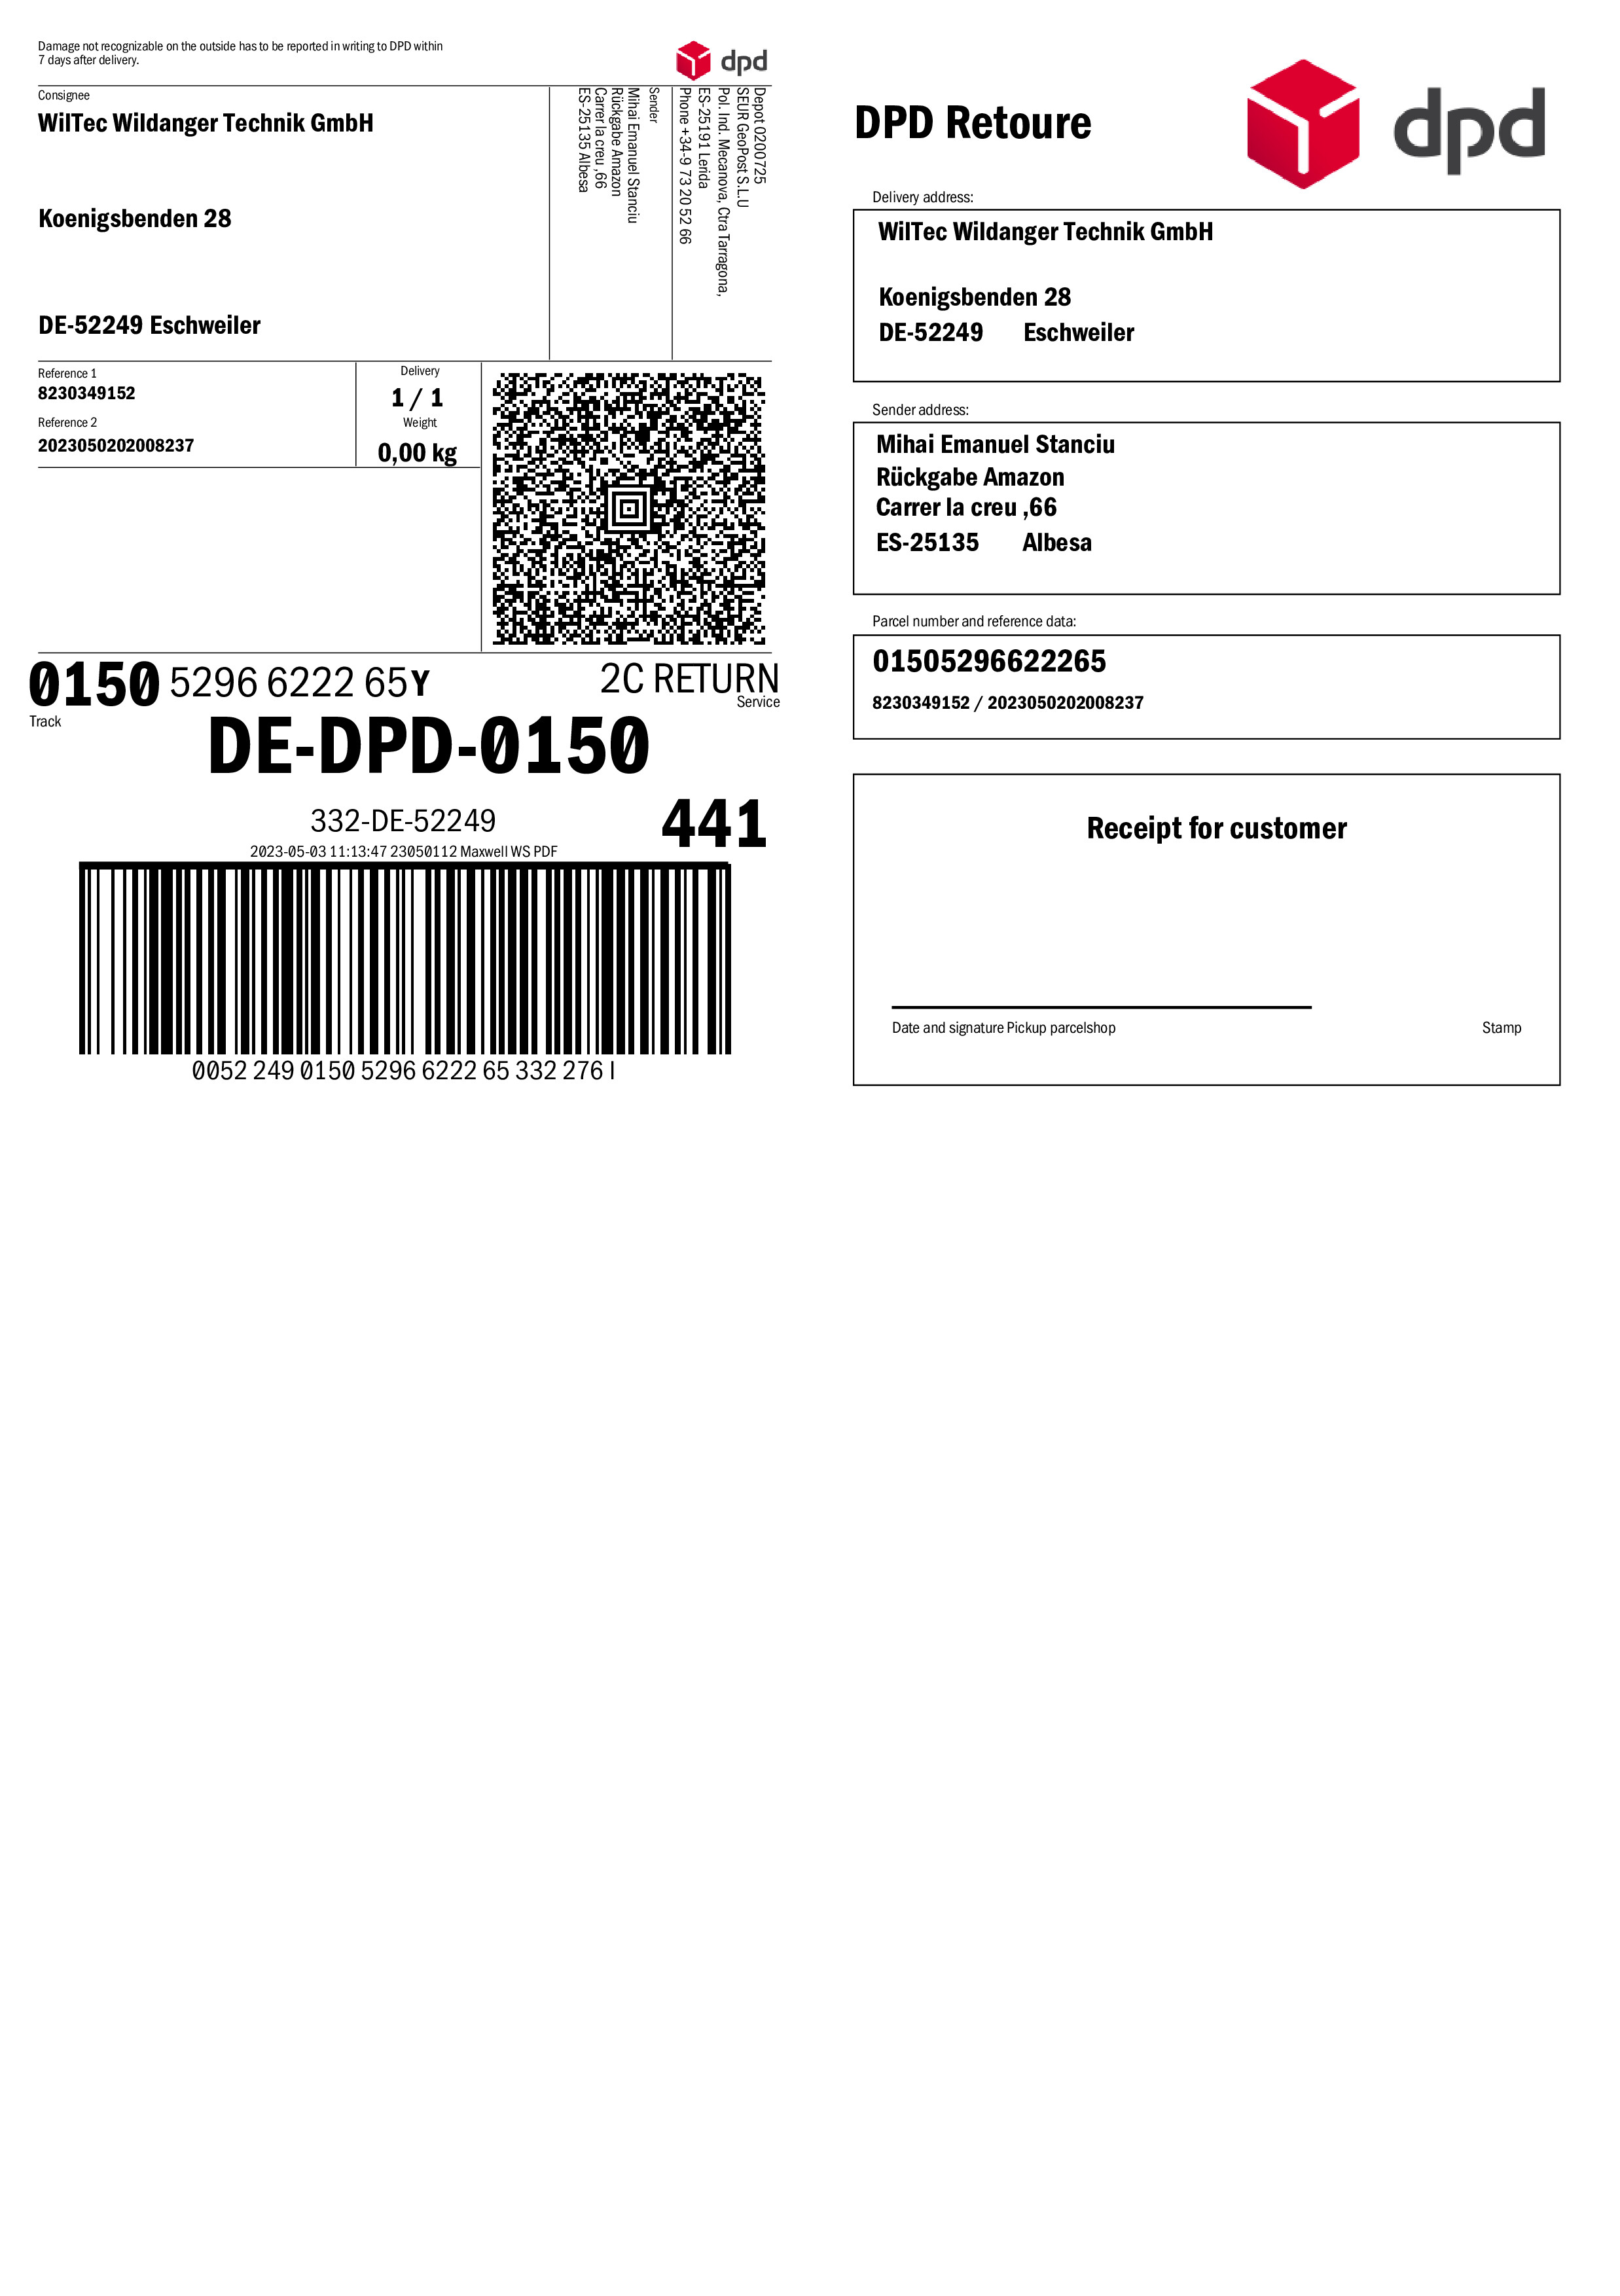 Damage not recognizable on the outside has to be reported in writing to DPD within
7 days after delivery.
dpd
Consignee
WilTec Wildanger Technik GmbH
Koenigsbenden 28
DE-52249 Eschweiler
Sender
Mihai Emanuel Stanciu
Rückgabe Amazon
Carrer la creu ,66
ES-25135 Albesa
Depot 0200725
SEUR GeoPost S.L.U
Pol. Ind. Mecanova, Ctra Tarragona,
ES-25191 Lerida
Phone +34-9 73 20 52 66
Reference 1
8230349152
Reference 2
2023050202008237
Delivery
1 / 1
Weight
0,00 kg
0150 5296 6222 65Y
Track
2C RETURN
Service
DE-DPD-0150
332-DE-52249
441
2023-05-03 11:13:47 23050112 Maxwell WS PDF
0052 249 0150 5296 6222 65 332 276 I
DPD Retoure
dpd
Delivery address:
WilTec Wildanger Technik GmbH
Koenigsbenden 28
DE-52249 Eschweiler
Sender address:
Mihai Emanuel Stanciu
Rückgabe Amazon
Carrer la creu ,66
ES-25135 Albesa
Parcel number and reference data:
01505296622265
8230349152 / 2023050202008237
Receipt for customer
Date and signature Pickup parcelshop
Stamp